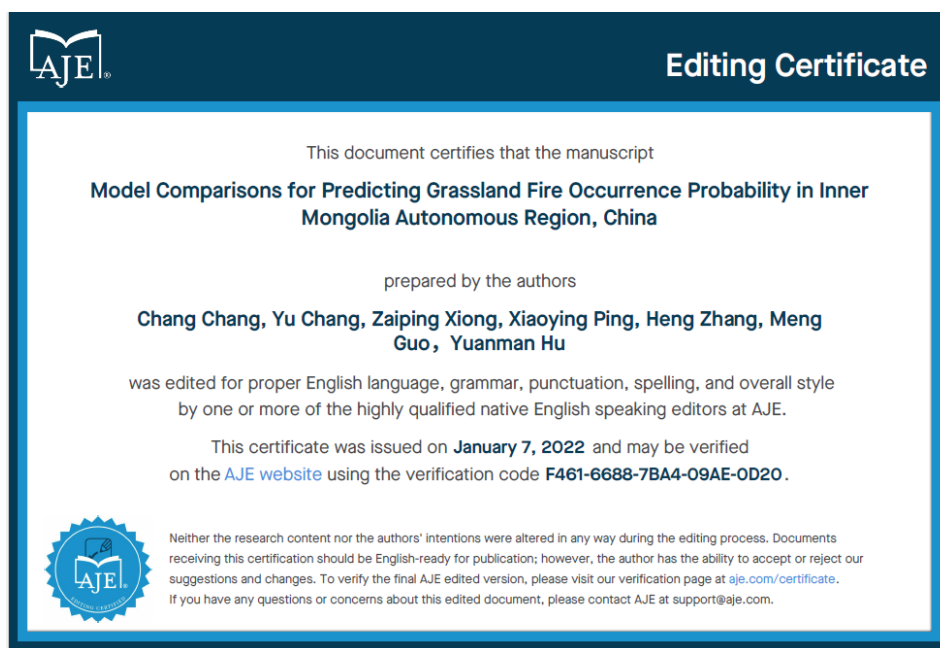 AJE®
Editing Certificate
This document certifies that the manuscript
Model Comparisons for Predicting Grassland Fire Occurrence Probability in Inner
Mongolia Autonomous Region, China
prepared by the authors
Chang Chang, Yu Chang, Zaiping Xiong, Xiaoying Ping, Heng Zhang, Meng
Guo，Yuanman Hu
was edited for proper English language, grammar, punctuation, spelling, and overall style
by one or more of the highly qualified native English speaking editors at AJE.
This certificate was issued on January 7, 2022 and may be verified
on the AJE website using the verification code F461-6688-7BA4-09AE-0D20.
Neither the research content nor the authors' intentions were altered in any way during the editing process. Documents
receiving this certification should be English-ready for publication; however, the author has the ability to accept or reject our
suggestions and changes. To verify the final AJE edited version, please visit our verification page at aje.com/certificate.
If you have any questions or concerns about this edited document, please contact AJE at support@aje.com.
AJE®
EDITING CERTIFIED